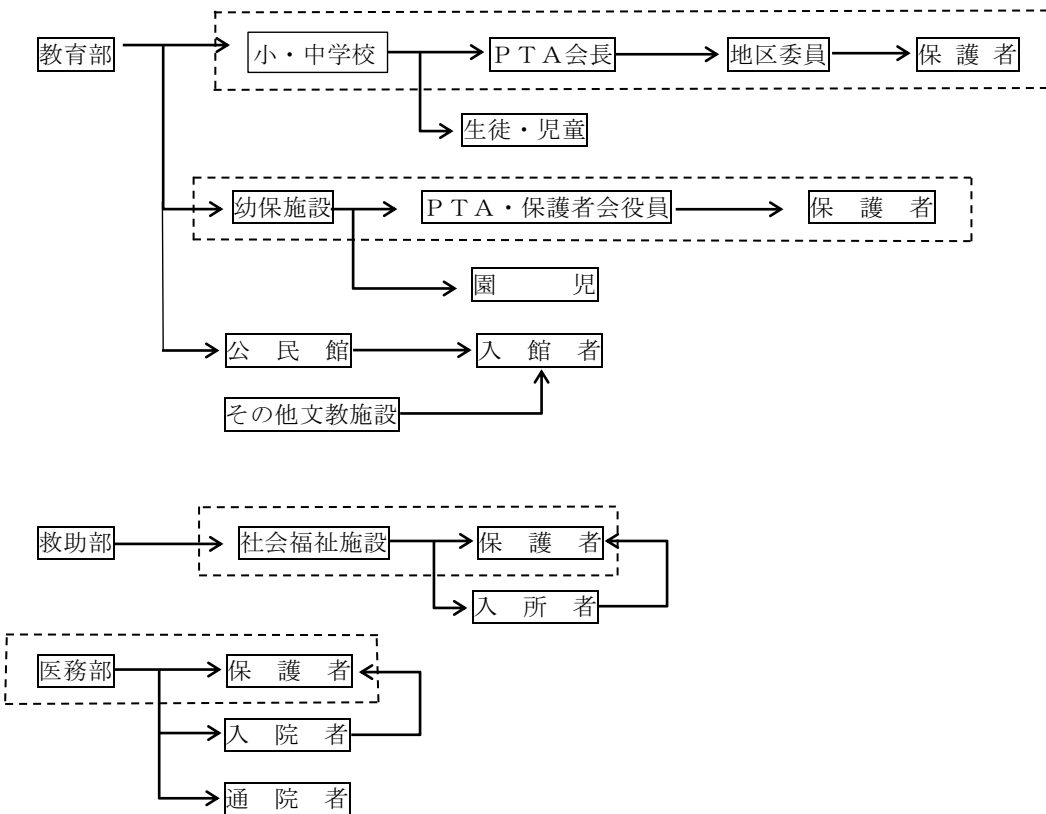 教育部 小・中学校 ＰＴＡ会長 地区委員 保護者
生徒・児童
幼保施設 ＰＴＡ・保護者会役員 保護者
園児
公民館 入館者
その他文教施設
救助部 社会福祉施設 保護者
入所者
医務部 保護者
入院者
通院者